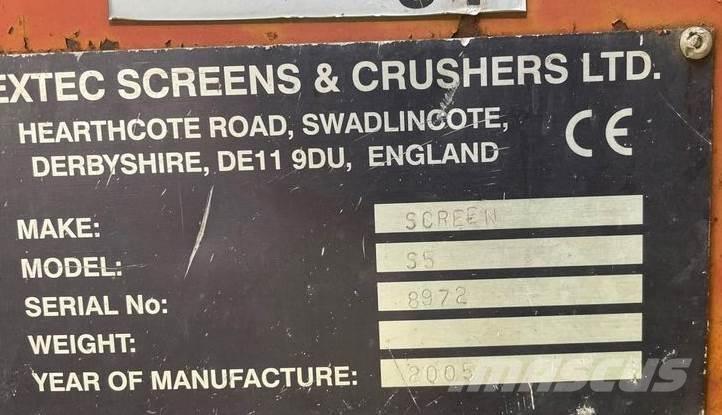 EXTEC SCREENS & CRUSHERS LTD.
HEARTHCOTE ROAD, SWADLINCOTE,
DERBYSHIRE, DE11 9DU, ENGLAND
CE
MAKE: SCREEN
MODEL: S5
SERIAL No: 8972
WEIGHT:
YEAR OF MANUFACTURE: 2005
mascus